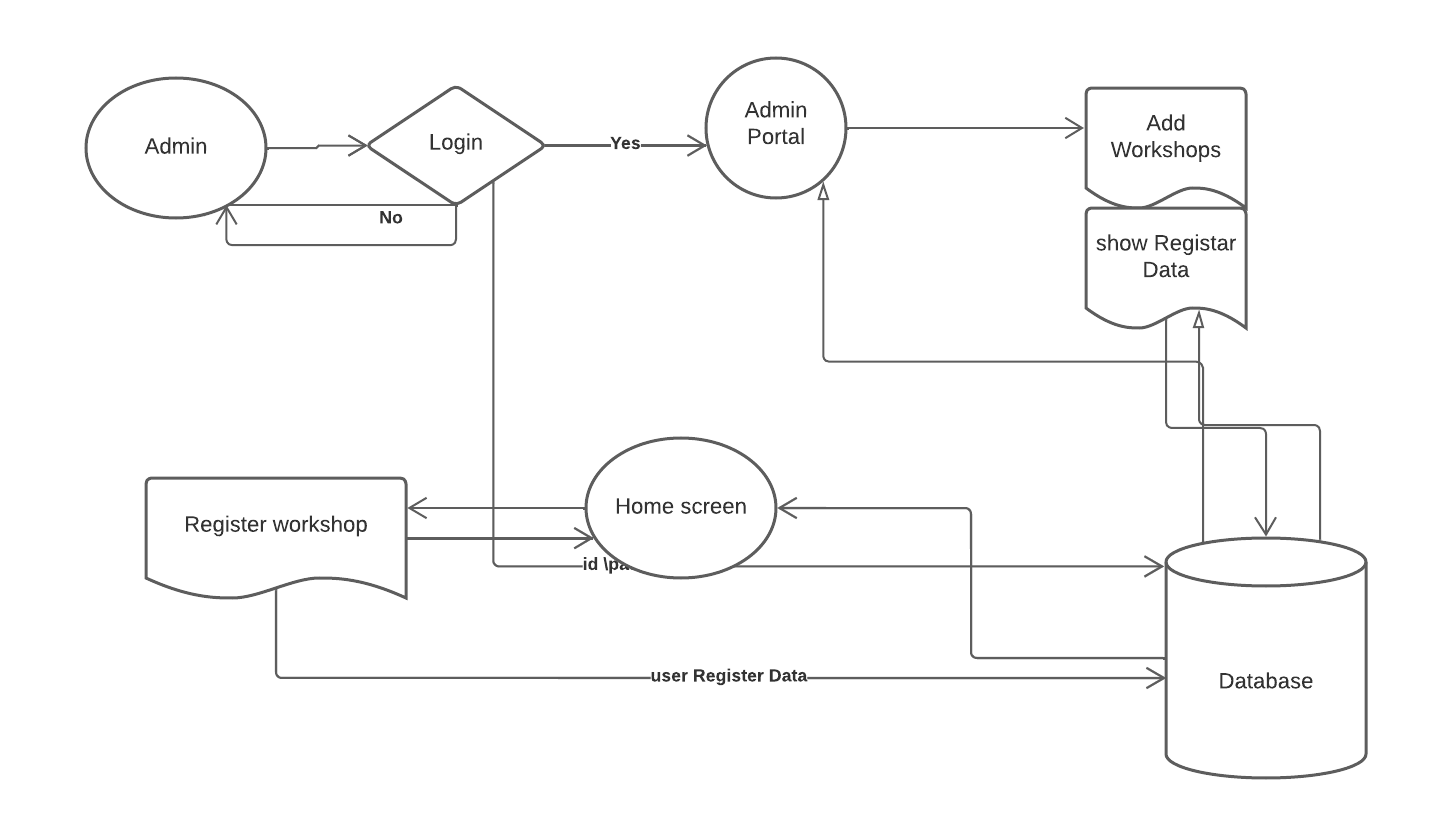 Admin
Login
Yes
Admin
Portal
Add
Workshops
No
show Registar
Data
Register workshop
Home screen
id
user Register Data
Database